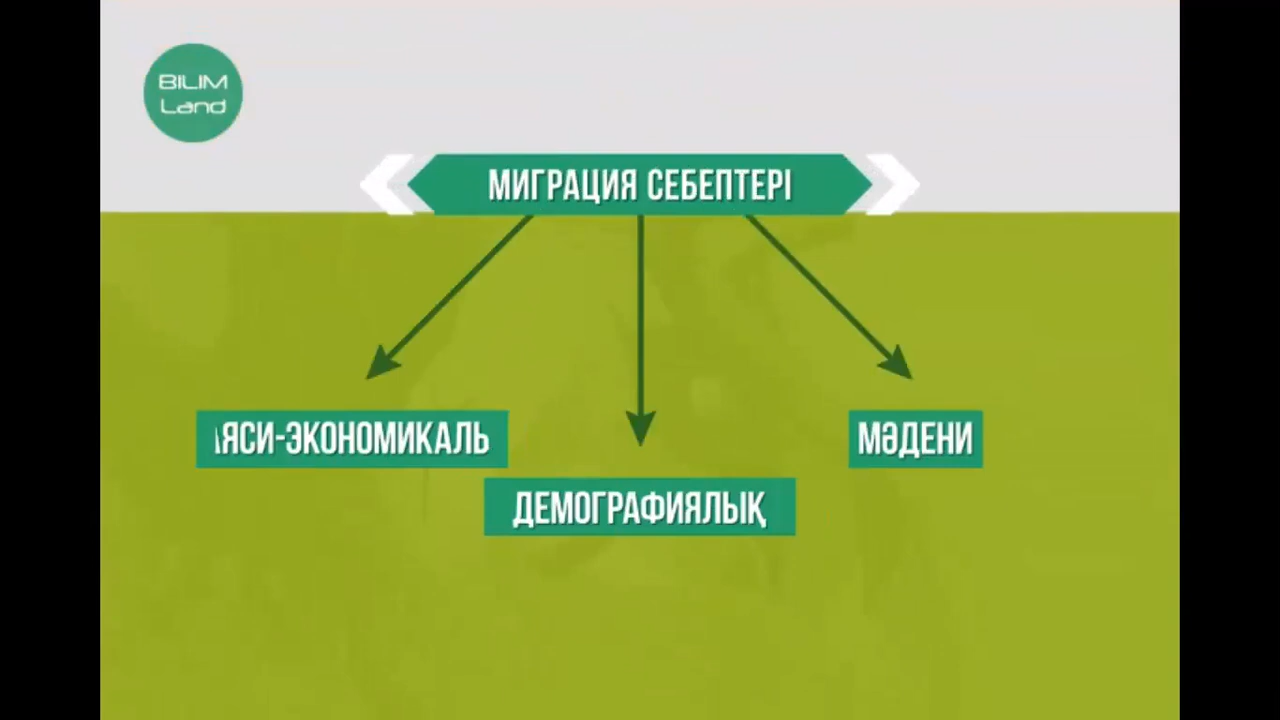 BILIM
Land
МИГРАЦИЯ СЕБЕПТЕРІ
ЯСИ-ЭКОНОМИКАЛЬ
МӘДЕНИ
ДЕМОГРАФИЯЛЫҚ